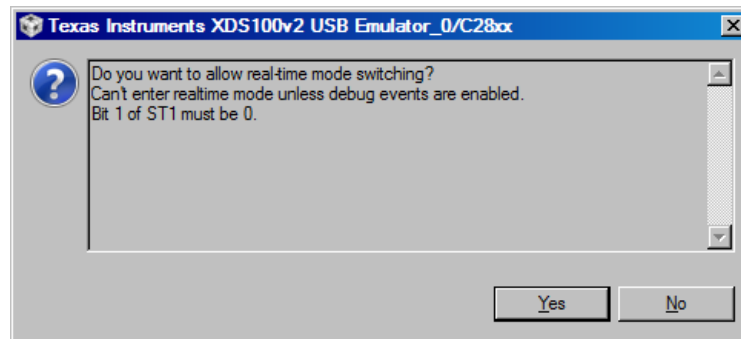 Texas Instruments XDS100v2 USB Emulator_0/C28xx
Do you want to allow real-time mode switching?
Can't enter realtime mode unless debug events are enabled.
Bit 1 of ST1 must be 0.
Yes No